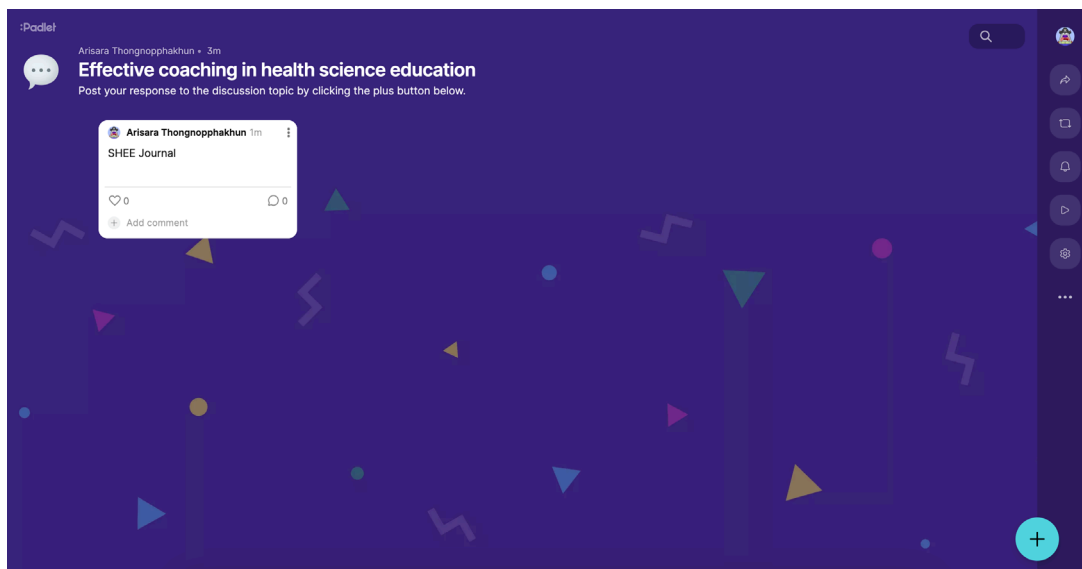 :Padlet
Arisara Thongnopphakhun • 3m
Effective coaching in health science education
Post your response to the discussion topic by clicking the plus button below.
Arisara Thongnopphakhun 1m
SHEE Journal
0
0
Add comment